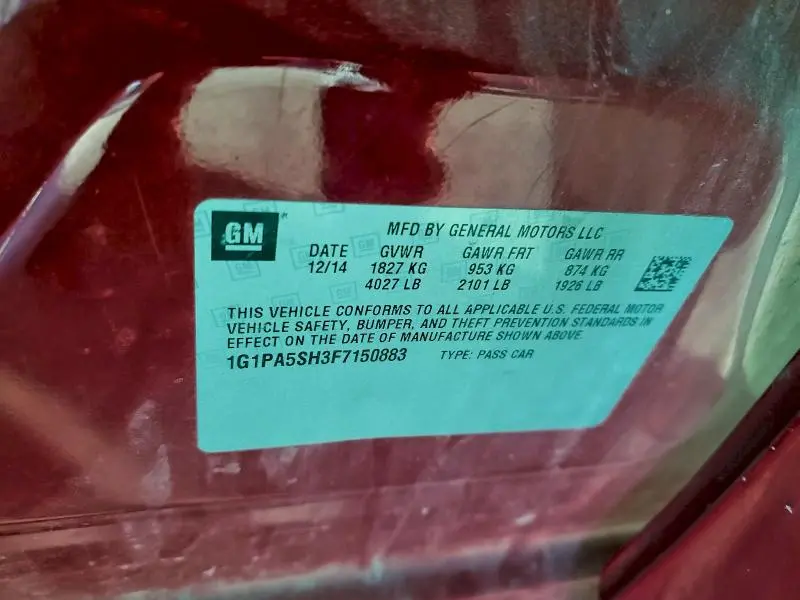 GM
MFD BY GENERAL MOTORS LLC
DATE GVWR GAWR FRT GAWR RR
12/14 1827 KG 953 KG 874 KG
4027 LB 2101 LB 1926 LB
THIS VEHICLE CONFORMS TO ALL APPLICABLE U.S. FEDERAL MOTOR
VEHICLE SAFETY, BUMPER, AND THEFT PREVENTION STANDARDS IN
EFFECT ON THE DATE OF MANUFACTURE SHOWN ABOVE.
1G1PA5SH3F7150883 TYPE: PASS CAR